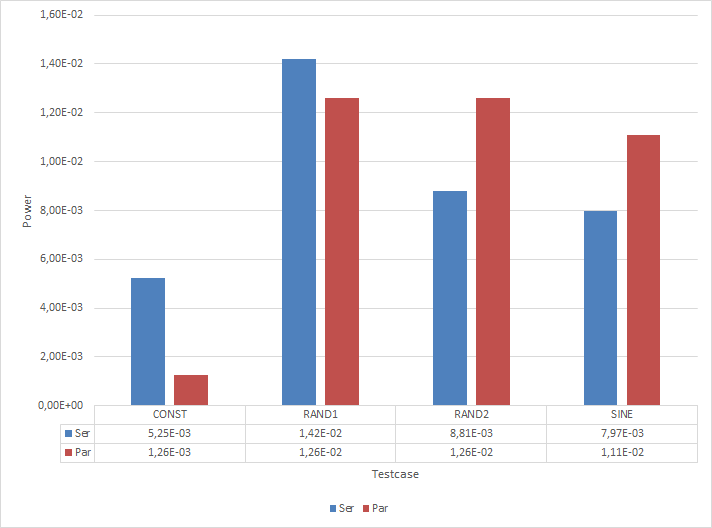 1,60E-02
1,40E-02
1,20E-02
1,00E-02
8,00E-03
6,00E-03
4,00E-03
2,00E-03
0,00E+00
Power
CONST RAND1 RAND2 SINE
Ser 5,25E-03 1,42E-02 8,81E-03 7,97E-03
Par 1,26E-03 1,26E-02 1,26E-02 1,11E-02
Testcase
Ser Par